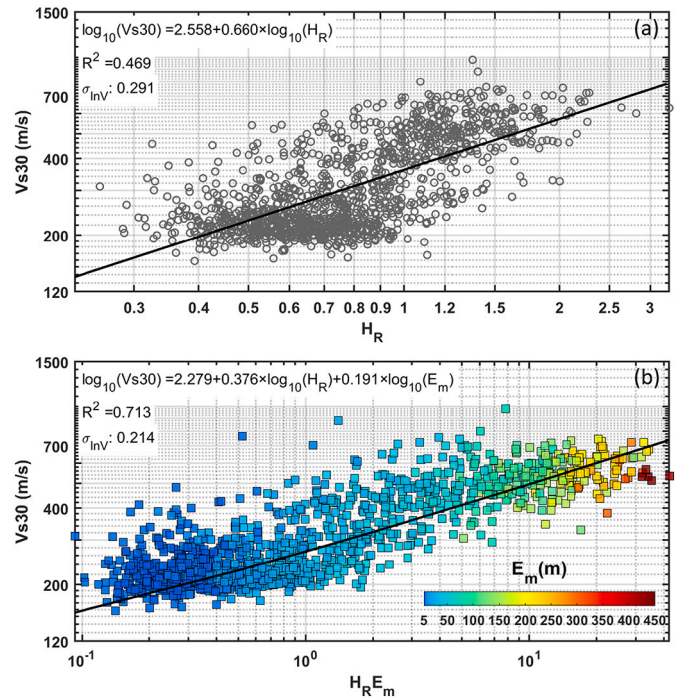 1500
log10(Vs30) =2.558+0.660×log10(HR)
(a)
R2 =0.469
σlnV: 0.291
700
400
200
120
Vs30 (m/s)
0.3 0.4 0.5 0.6 0.7 0.8 0.9 1 1.2 1.5 2 2.5 3
HR
1500
log10(Vs30) =2.279+0.376×log10(HR)+0.191×log10(Em)
(b)
R2 =0.713
σlnV: 0.214
700
400
200
120
Vs30 (m/s)
Em(m)
5 50 100 150 200 250 300 350 400 450
10-1 100 101
HREm